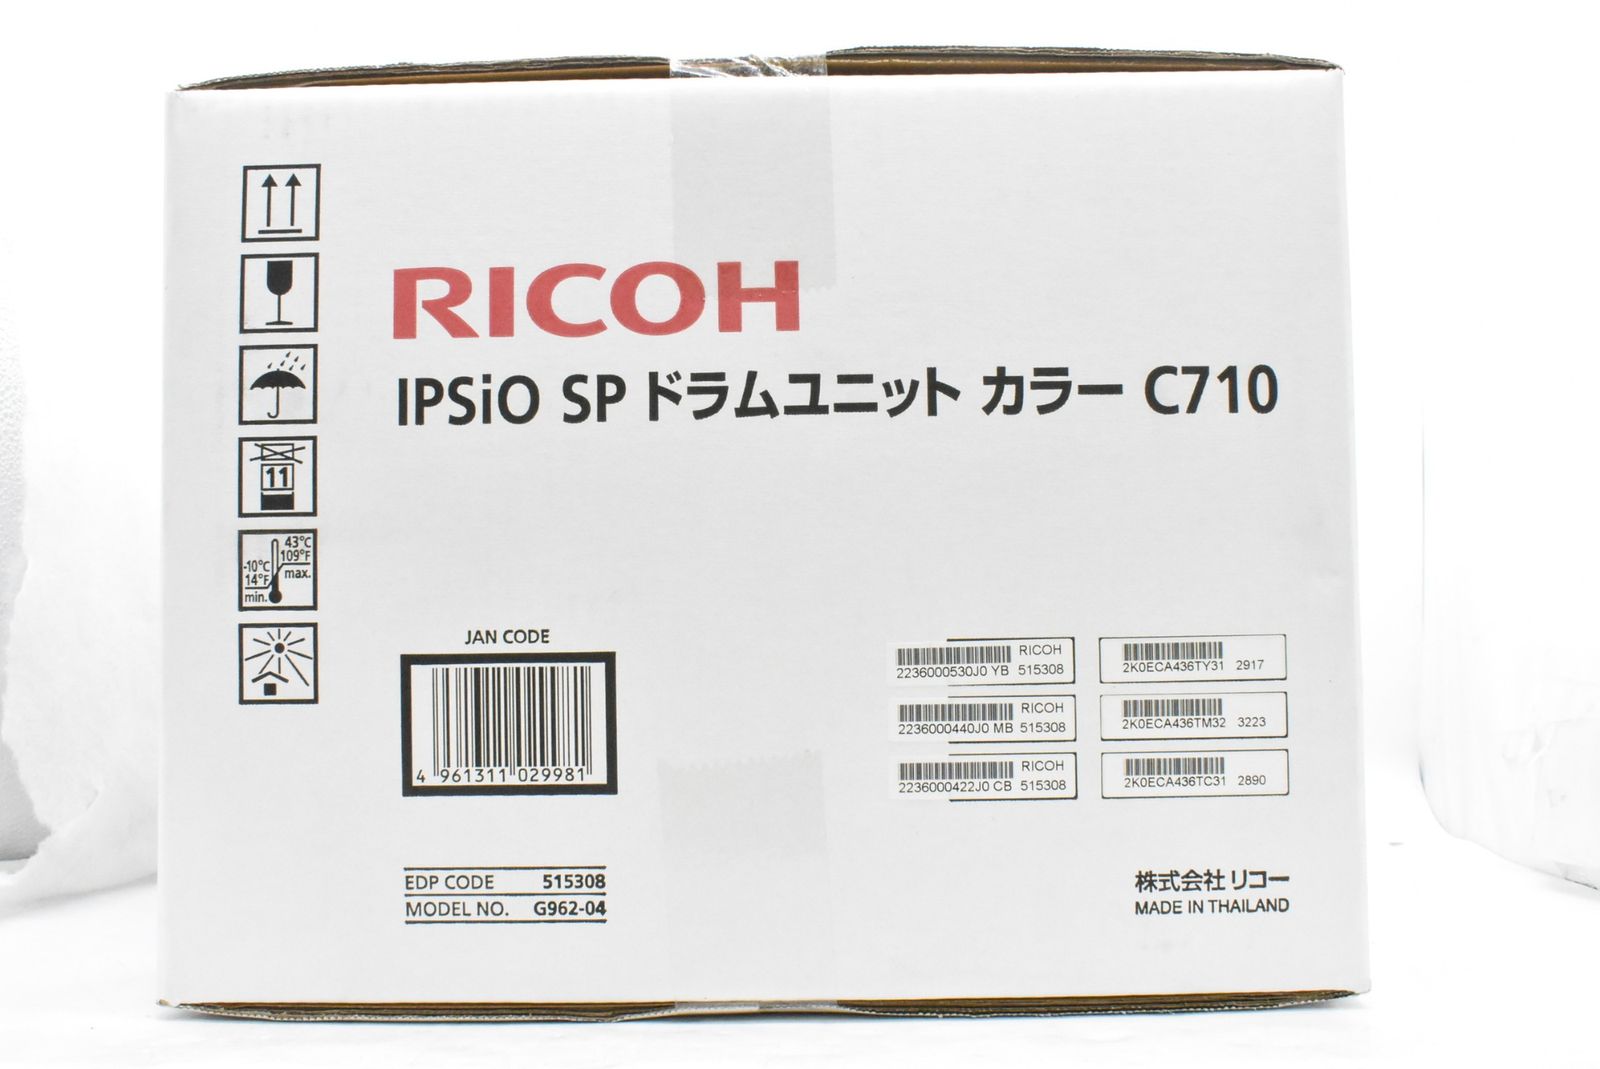 RICOH
IPSiO SP ドラムユニット カラー C710
11
43°C
109°F
max.
-10°C
14°F
min.
JAN CODE
4 961311 029981
RICOH
2236000530J0 YB 515308
2K0ECA436TY31 2917
RICOH
2236000440J0 MB 515308
2K0ECA436TM32 3223
RICOH
2236000422J0 CB 515308
2K0ECA436TC31 2890
EDP CODE 515308
MODEL NO. G962-04
株式会社 リコー
MADE IN THAILAND